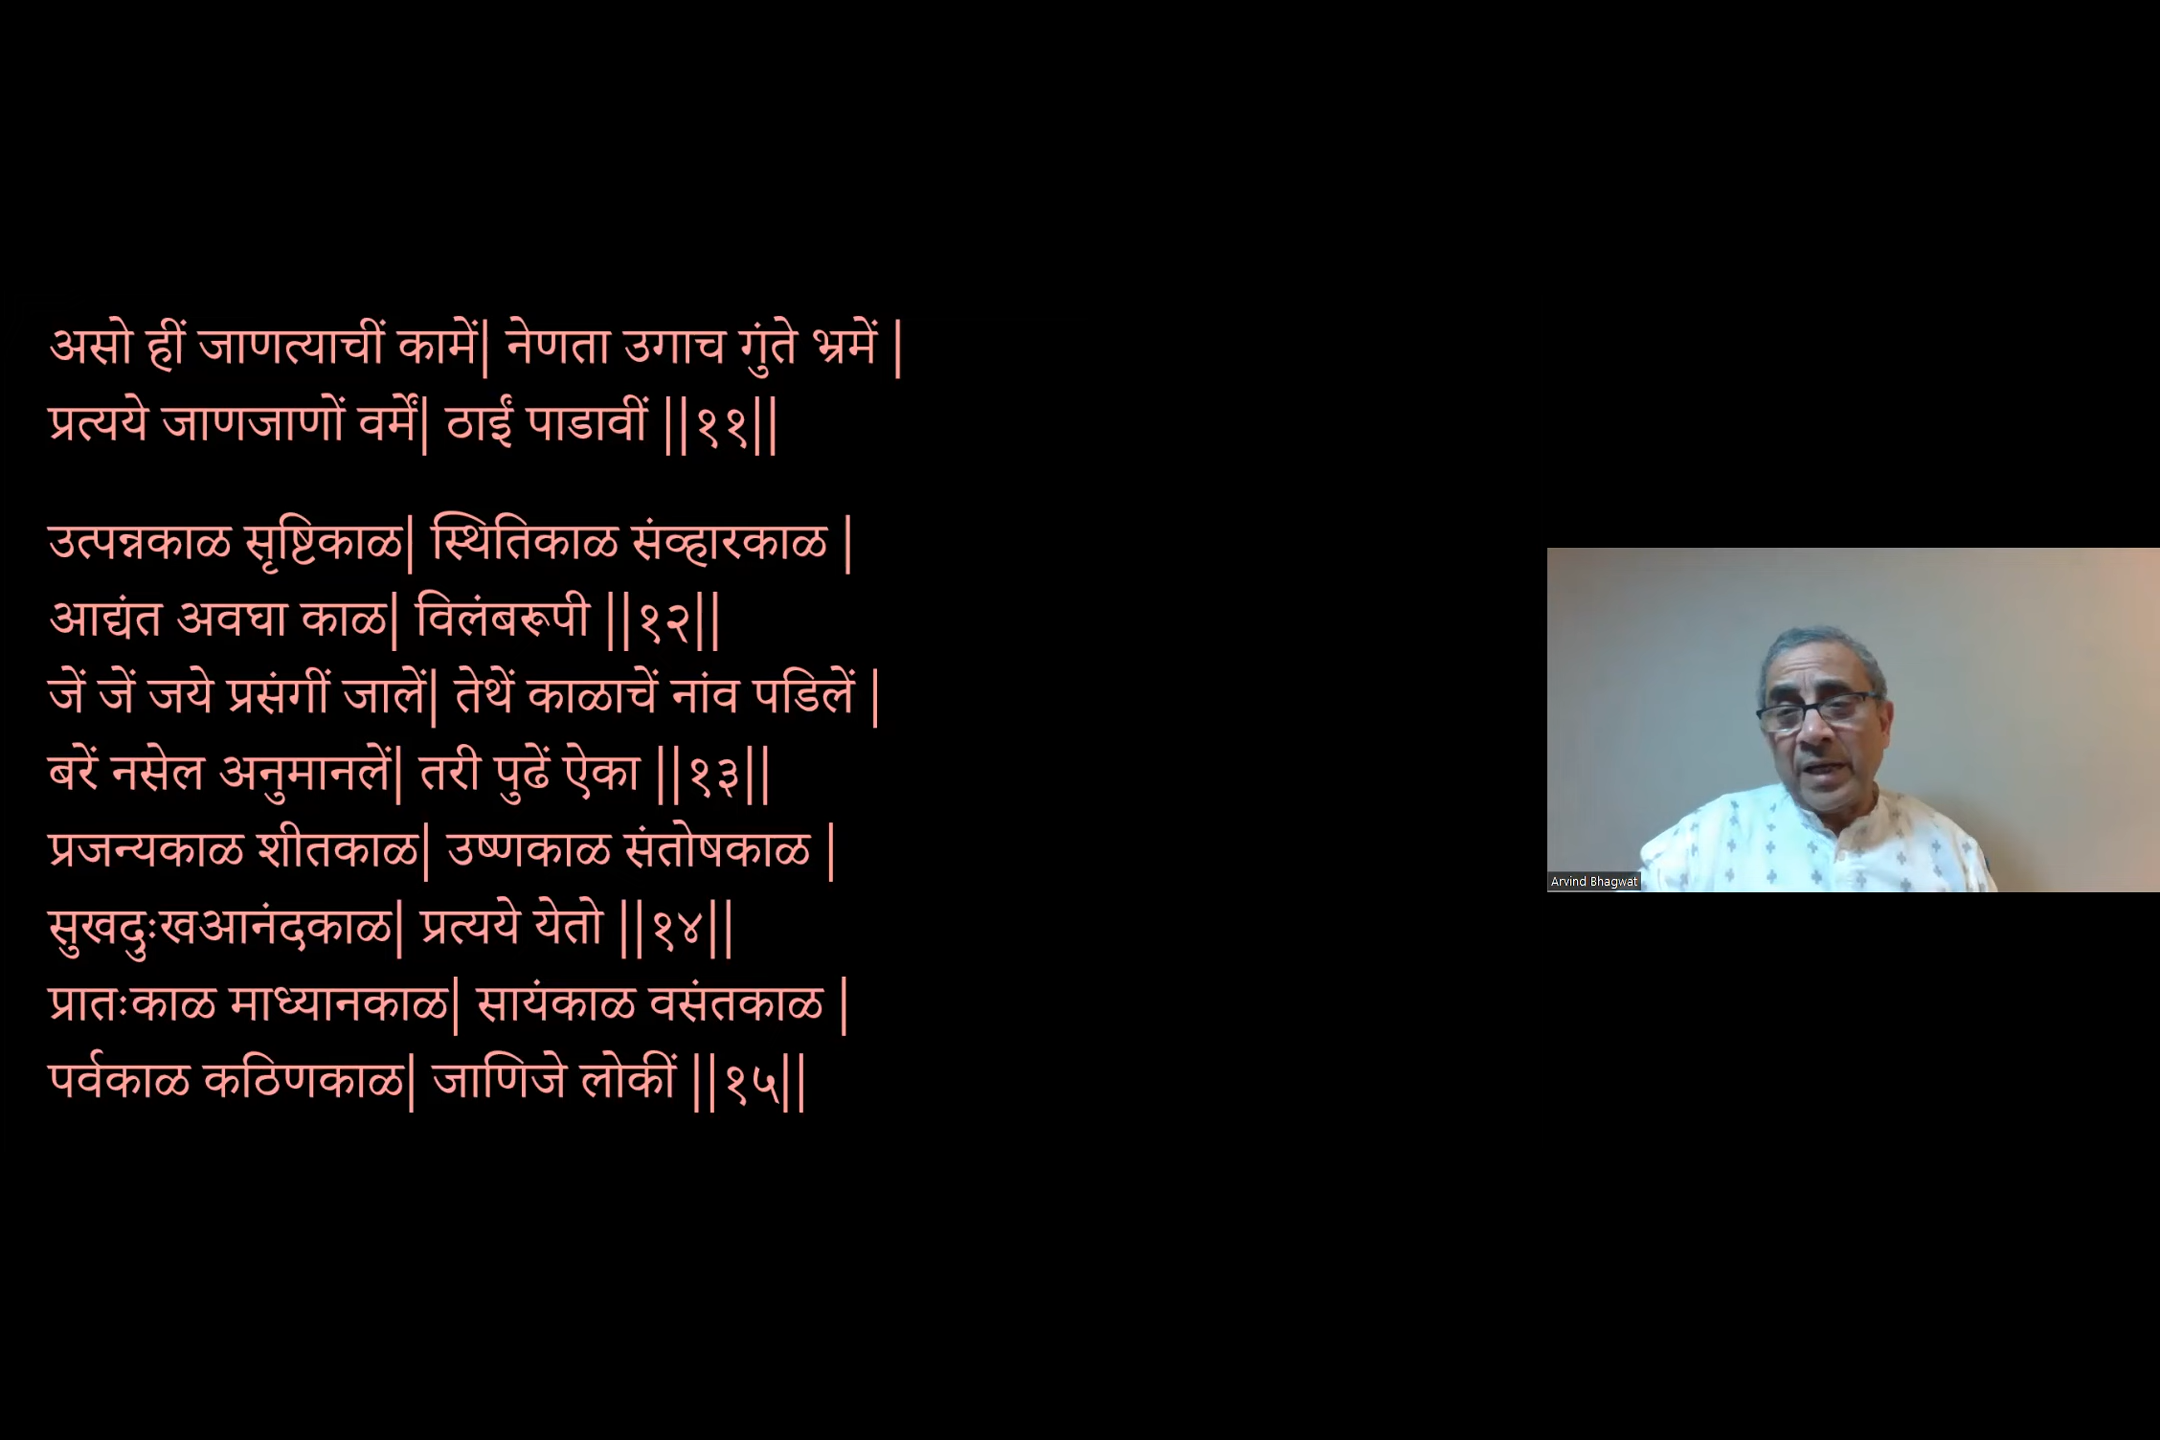 असो हीं जाणत्याचीं कामें| नेणता उगाच गुंते भ्रमें |
प्रत्यये जाणजाणों वर्में| ठाईं पाडावीं ||११||
उत्पन्नकाळ सृष्टिकाळ| स्थितिकाळ संव्हारकाळ |
आद्यंत अवघा काळ| विलंबरूपी ||१२||
जें जें जये प्रसंगीं जालें| तेथें काळाचें नांव पडिलें |
बरें नसेल अनुमानलें| तरी पुढें ऐका ||१३||
प्रजन्यकाळ शीतकाळ| उष्णकाळ संतोषकाळ |
सुखदुःखआनंदकाळ| प्रत्यये येतो ||१४||
प्रातःकाळ माध्यानकाळ| सायंकाळ वसंतकाळ |
पर्वकाळ कठिणकाळ| जाणिजे लोकीं ||१५||
Arvind Bhagwat